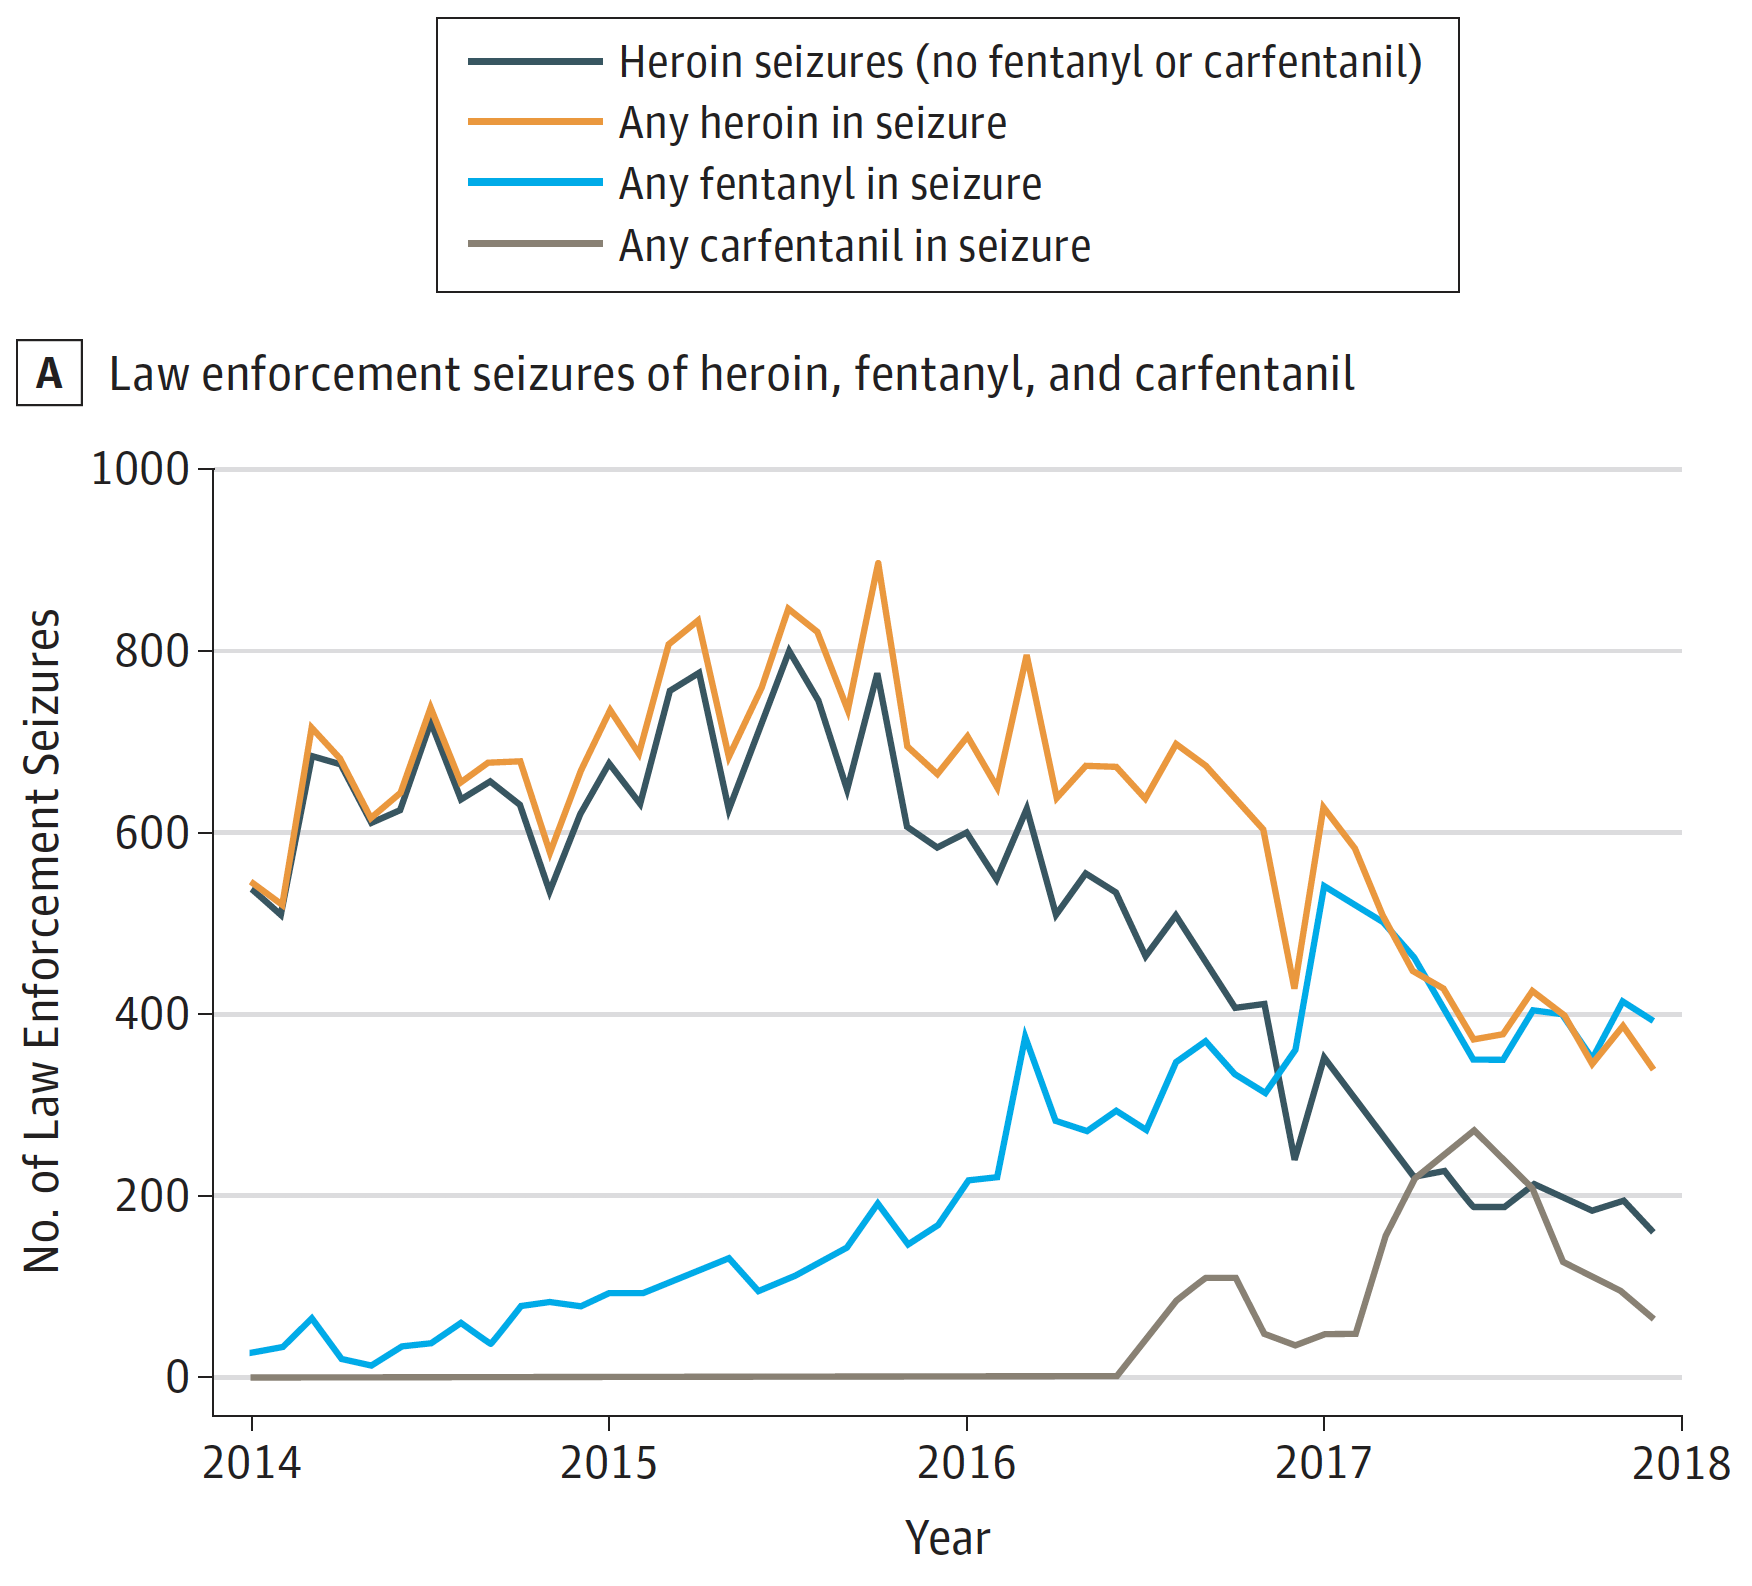 Heroin seizures (no fentanyl or carfentanil)
Any heroin in seizure
Any fentanyl in seizure
Any carfentanil in seizure
A Law enforcement seizures of heroin, fentanyl, and carfentanil
No. of Law Enforcement Seizures
1000
800
600
400
200
0
2014 2015 2016 2017 2018
Year